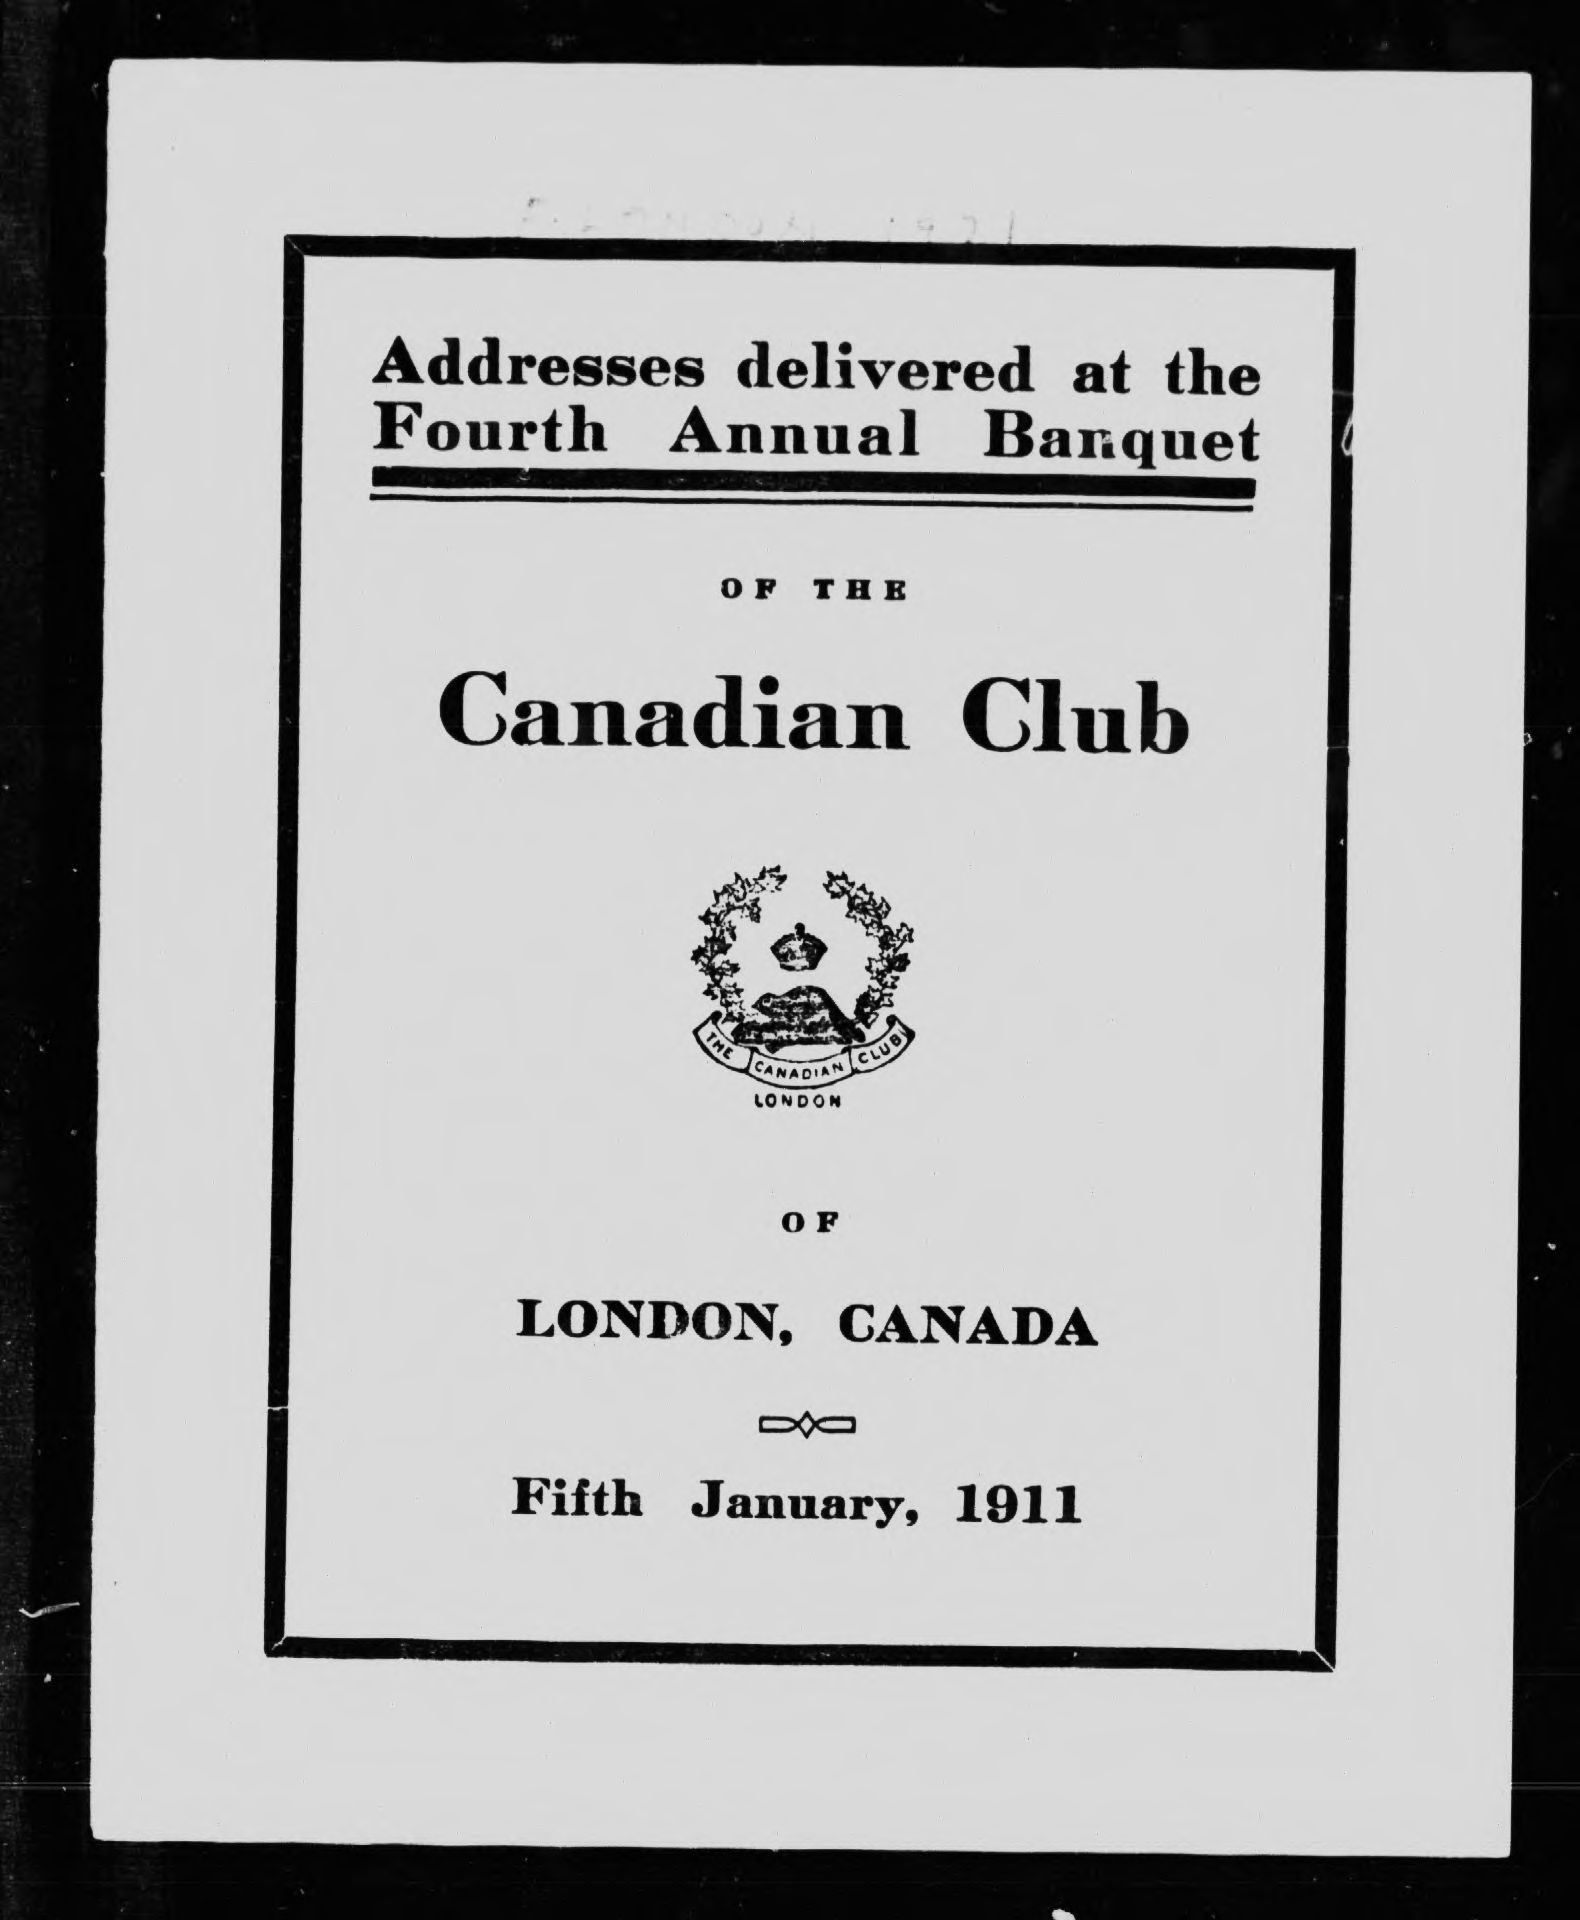 Addresses delivered at the
Fourth Annual Banquet
OF THE
Canadian Club
THE CANADIAN CLUB
LONDON
OF
LONDON, CANADA
Fifth January, 1911